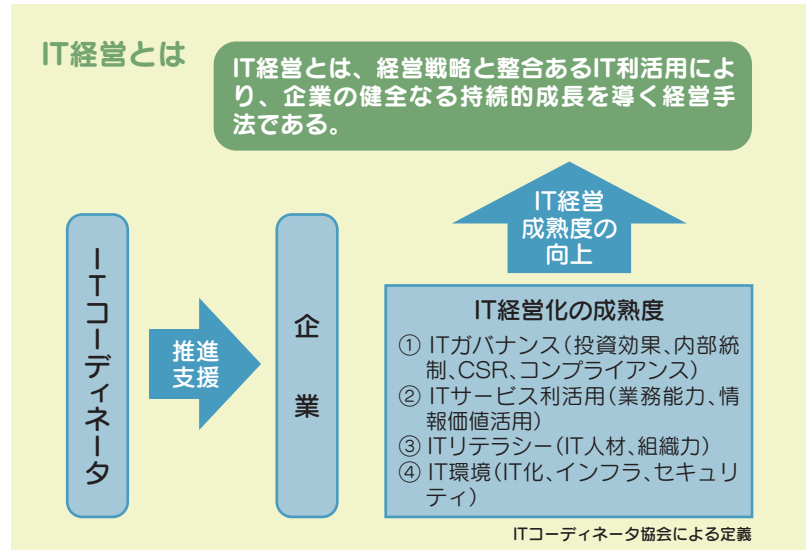 IT経営とは
IT経営とは、経営戦略と整合あるIT利活用によ
り、企業の健全なる持続的成長を導く経営手
法である。
IT経営
成熟度の
向上
ITコーディネータ
推進
支援
企業
IT経営化の成熟度
① ITガバナンス（投資効果、内部統
制、CSR、コンプライアンス）
② ITサービス利活用（業務能力、情
報価値活用）
③ ITリテラシー（IT人材、組織力）
④ IT環境（IT化、インフラ、セキュリ
ティ）
ITコーディネータ協会による定義